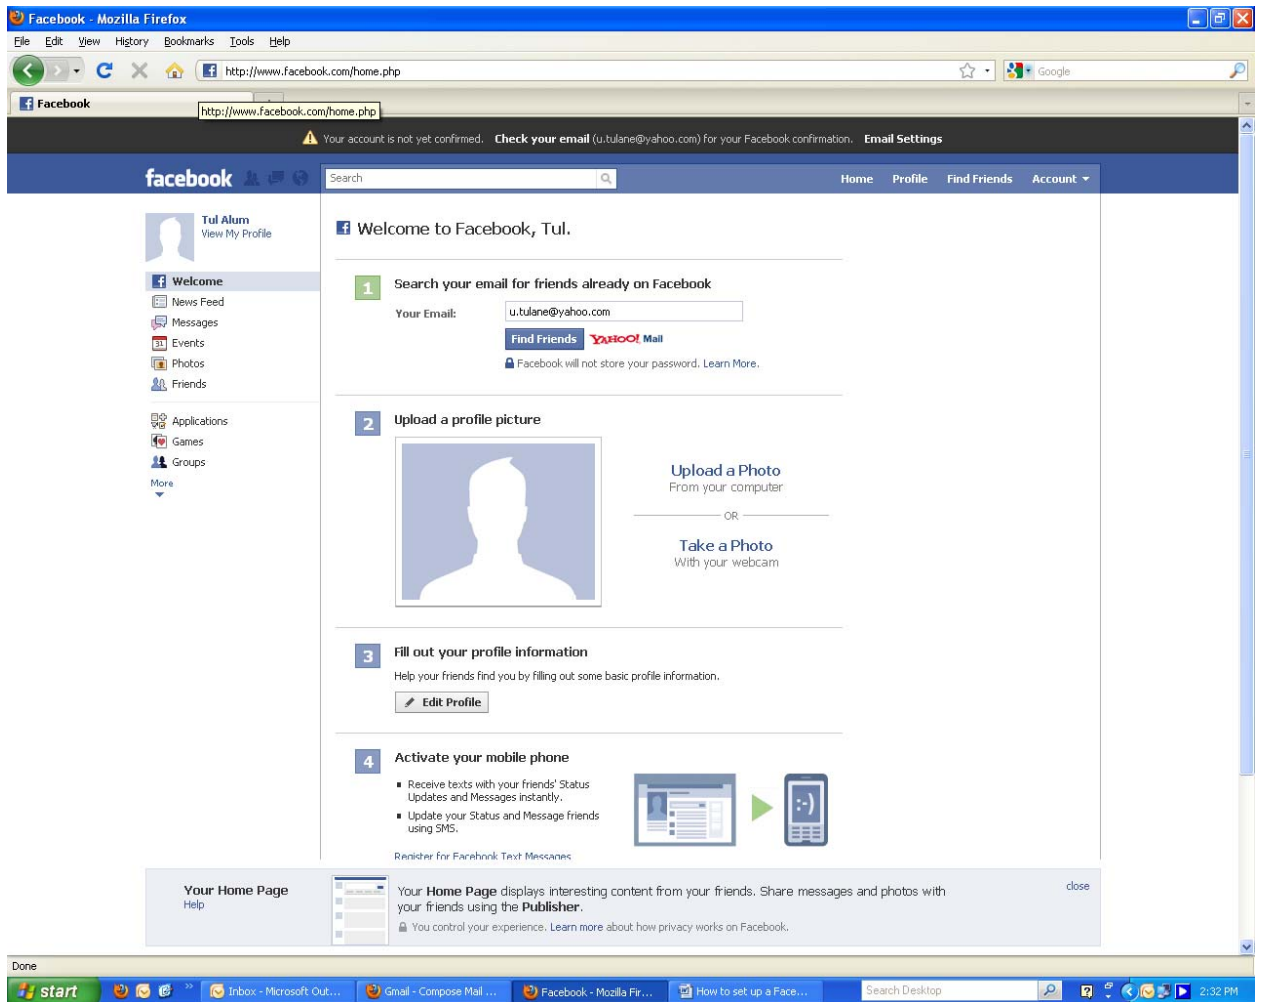 Facebook - Mozilla Firefox
File Edit View History Bookmarks Tools Help
http://www.facebook.com/home.php
Google
Facebook
http://www.facebook.com/home.php
Your account is not yet confirmed. Check your email (u.tulane@yahoo.com) for your Facebook confirmation. Email Settings
facebook
Search
Home Profile Find Friends Account
Tul Alum
View My Profile
Welcome
News Feed
Messages
31 Events
Photos
Friends
Applications
Games
Groups
More
Welcome to Facebook, Tul.
1 Search your email for friends already on Facebook
Your Email: u.tulane@yahoo.com
Find Friends YAHOO! Mail
Facebook will not store your password. Learn More.
2 Upload a profile picture
Upload a Photo
From your computer
OR
Take a Photo
With your webcam
3 Fill out your profile information
Help your friends find you by filling out some basic profile information.
Edit Profile
4 Activate your mobile phone
Receive texts with your friends' Status
Updates and Messages instantly.
Update your Status and Message friends
using SMS.
:-)
Register for Facebook Text Messages
Your Home Page
Help
Your Home Page displays interesting content from your friends. Share messages and photos with
your friends using the Publisher.
You control your experience. Learn more about how privacy works on Facebook.
close
Done
start
Inbox - Microsoft Out...
Gmail - Compose Mail ...
Facebook - Mozilla Fir...
How to set up a Face...
Search Desktop
2:32 PM